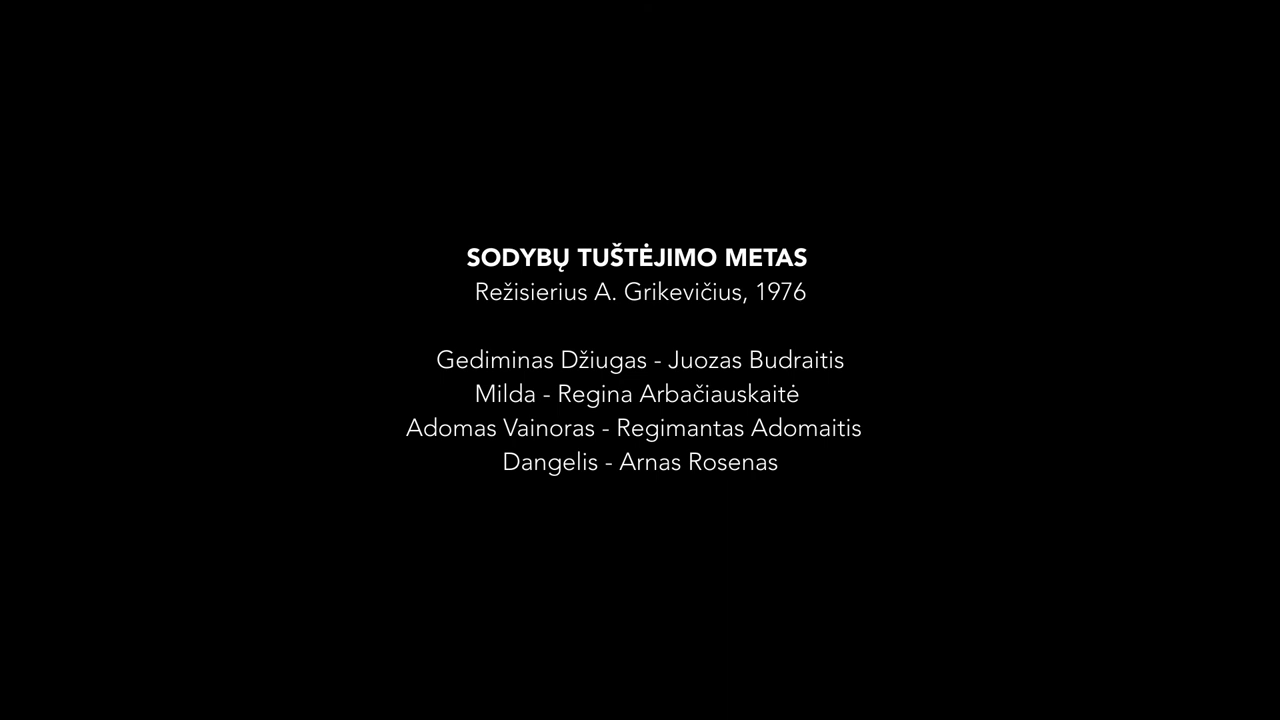 SODYBŲ TUŠTĖJIMO METAS
Režisierius A. Grikevičius, 1976
Gediminas Džiugas - Juozas Budraitis
Milda - Regina Arbačiauskaitė
Adomas Vainoras - Regimantas Adomaitis
Dangelis - Arnas Rosenas